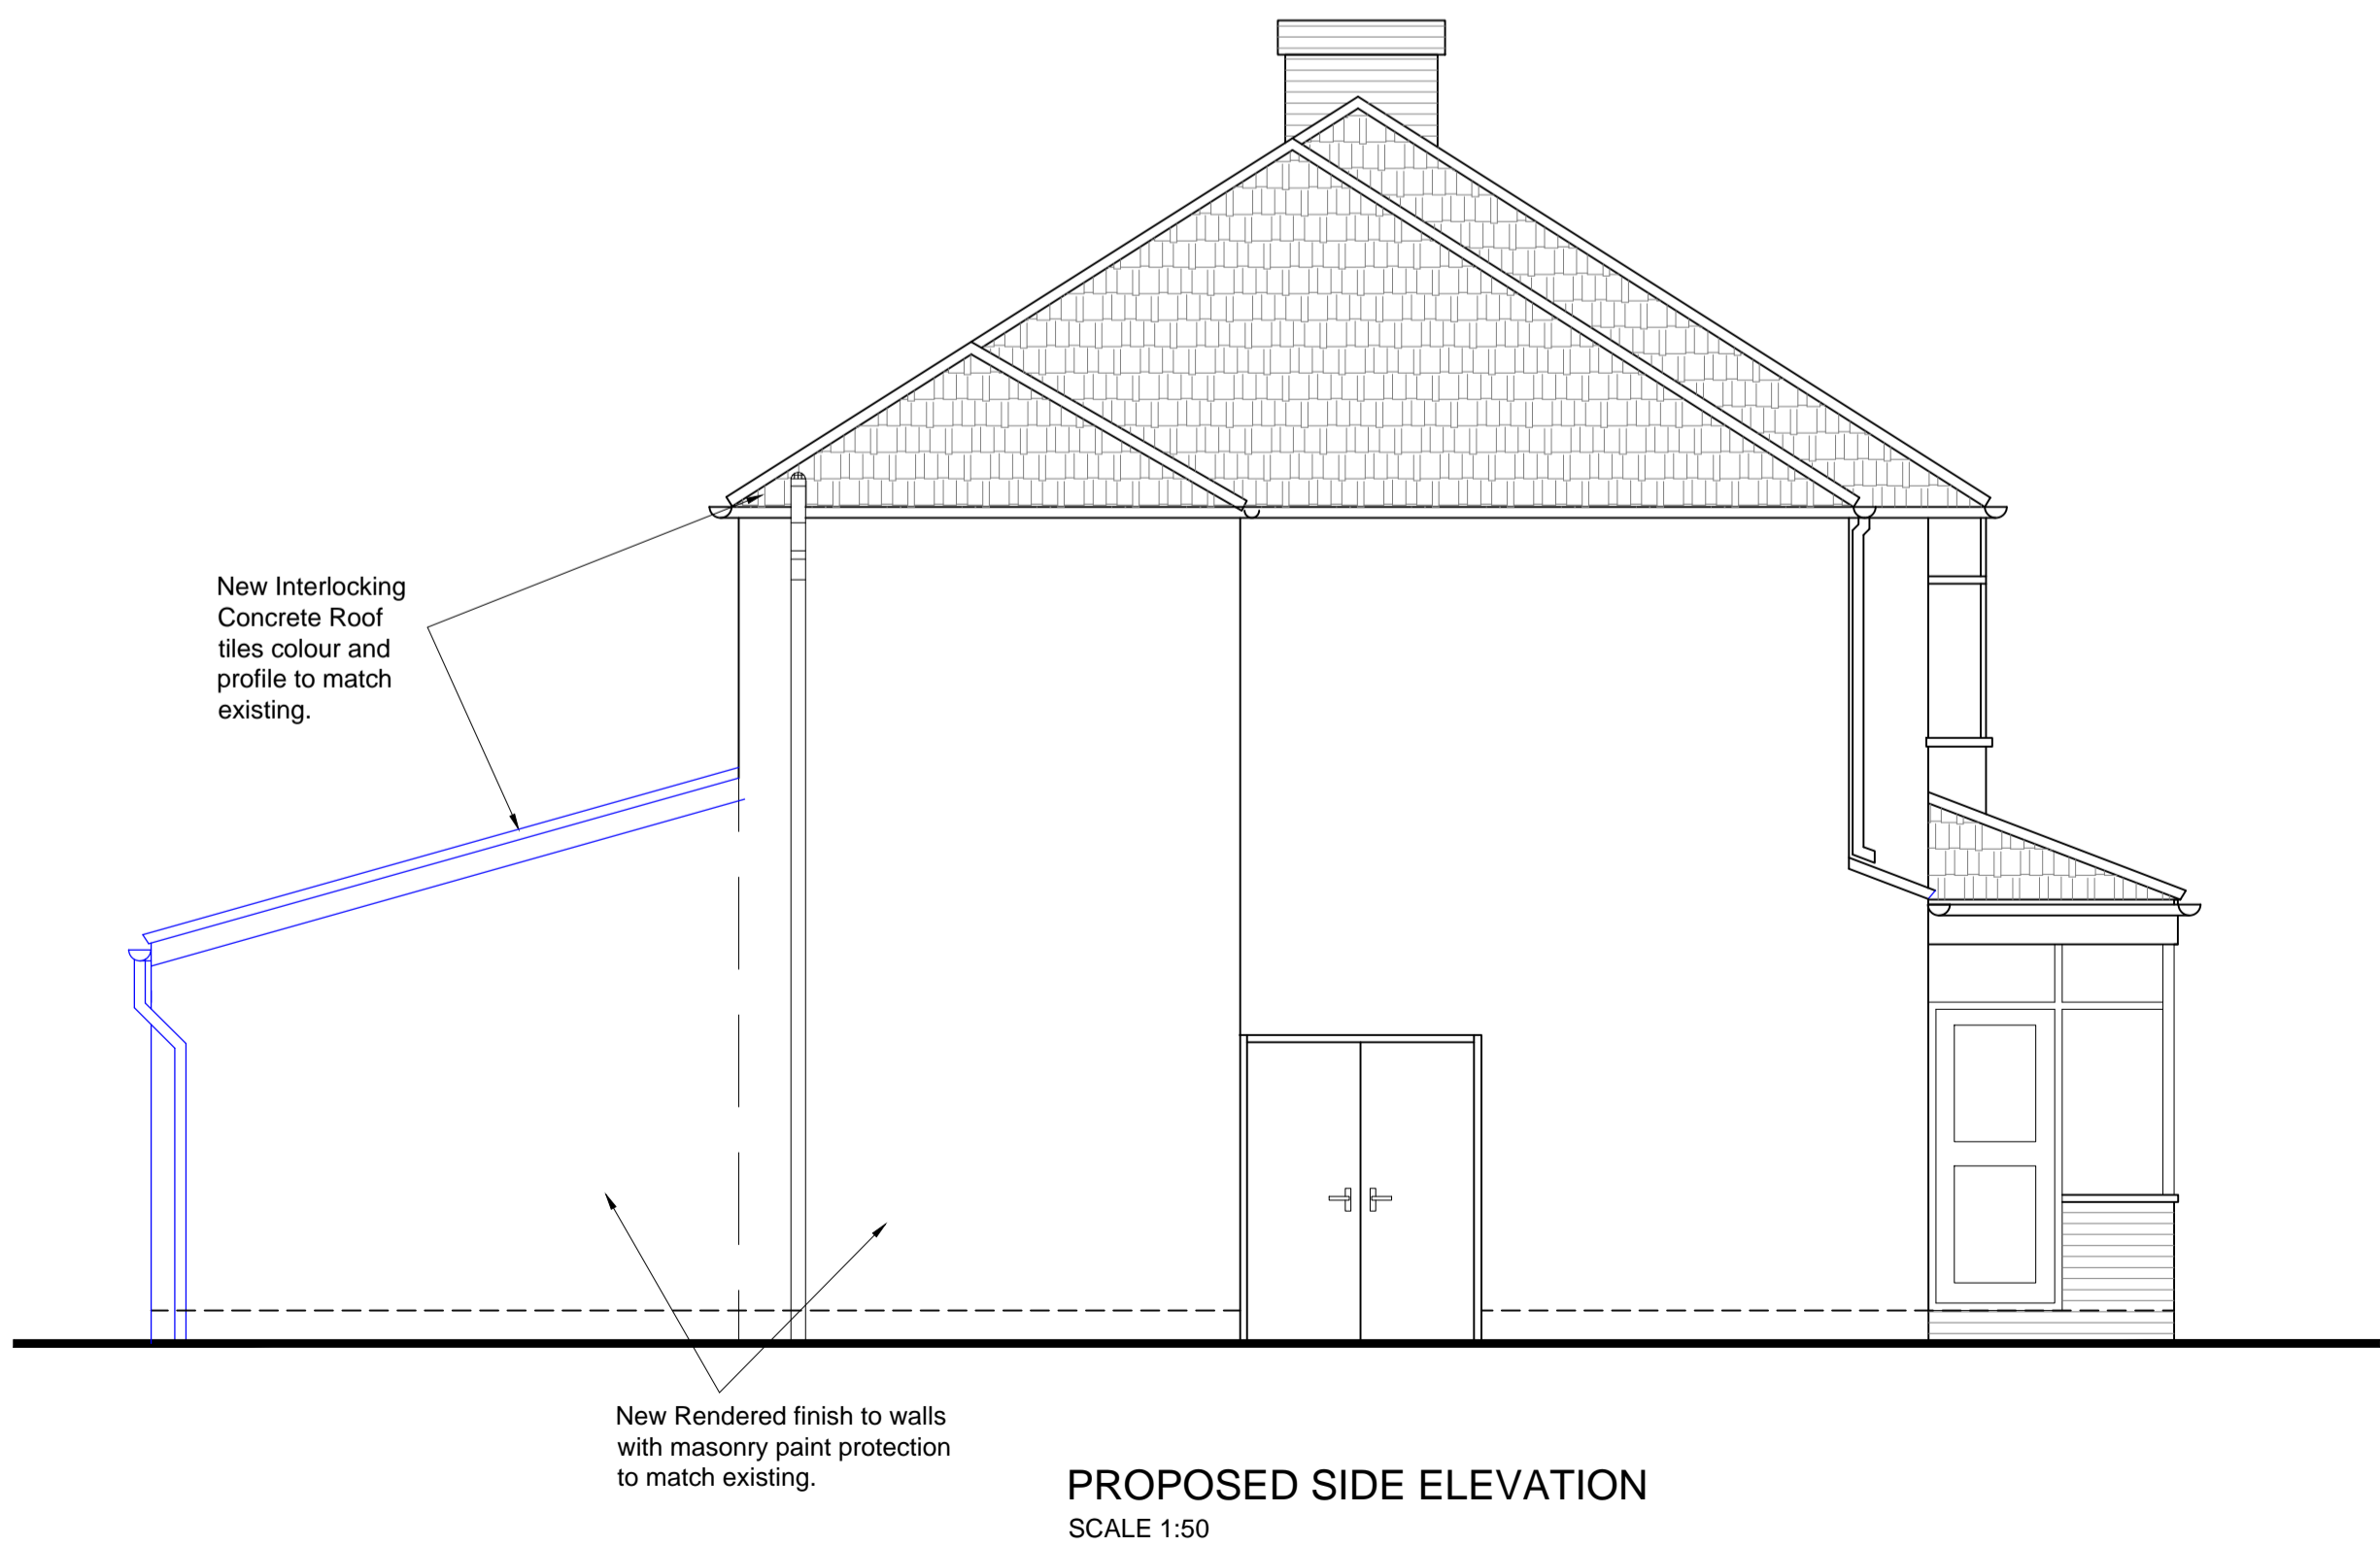 New Interlocking
Concrete Roof
tiles colour and
profile to match
existing.
New Rendered finish to walls
with masonry paint protection
to match existing.
PROPOSED SIDE ELEVATION
SCALE 1:50